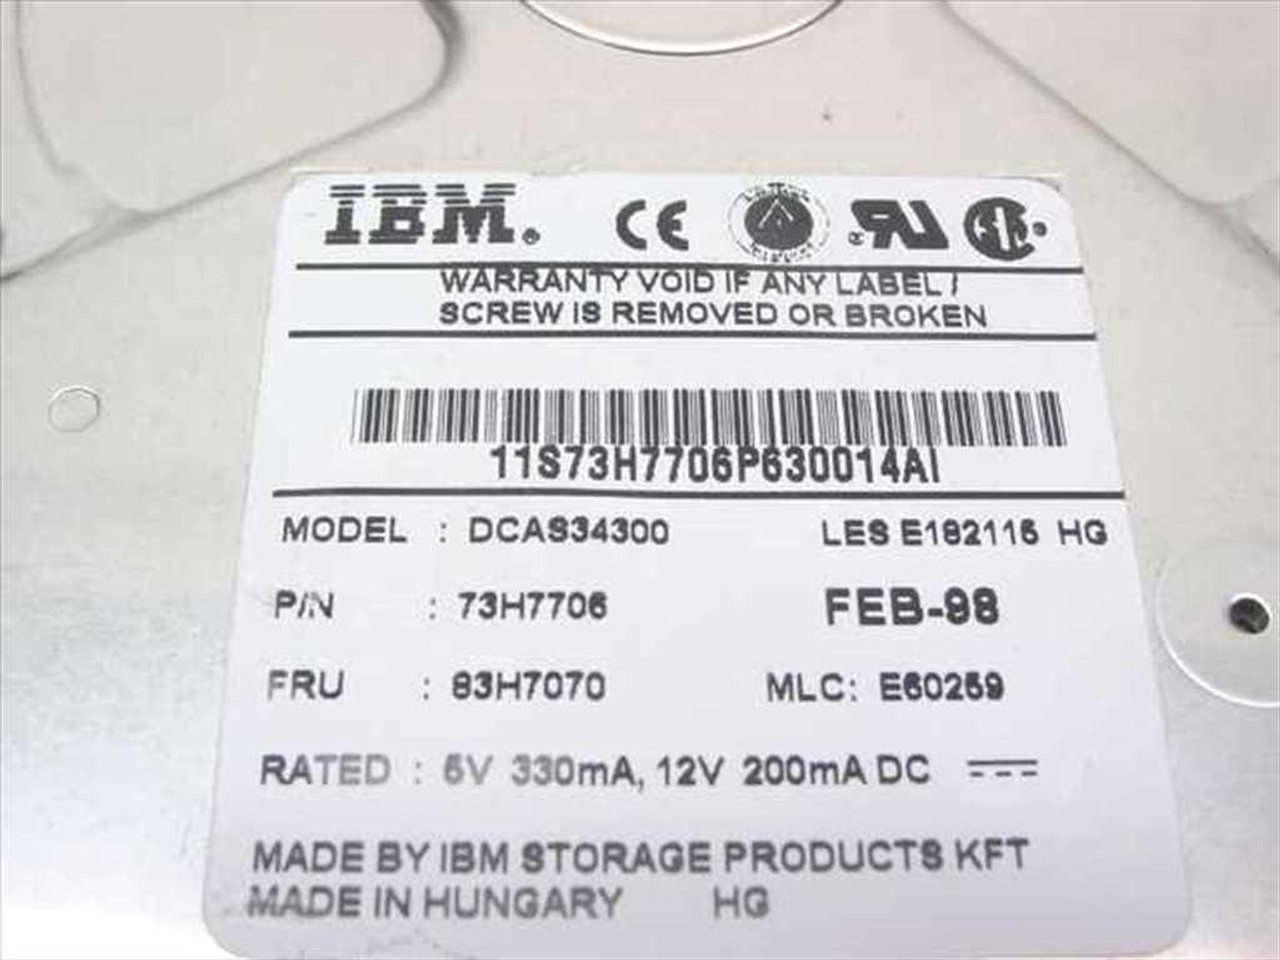 IBM.
CE
WARRANTY VOID IF ANY LABEL /
SCREW IS REMOVED OR BROKEN
11S73H7706P630014AI
MODEL : DCAS34300 LES E182115 HG
P/N : 73H7706 FEB-98
FRU : 83H7070 MLC: E60259
RATED : 5V 330mA, 12V 200mA DC
MADE BY IBM STORAGE PRODUCTS KFT
MADE IN HUNGARY HG